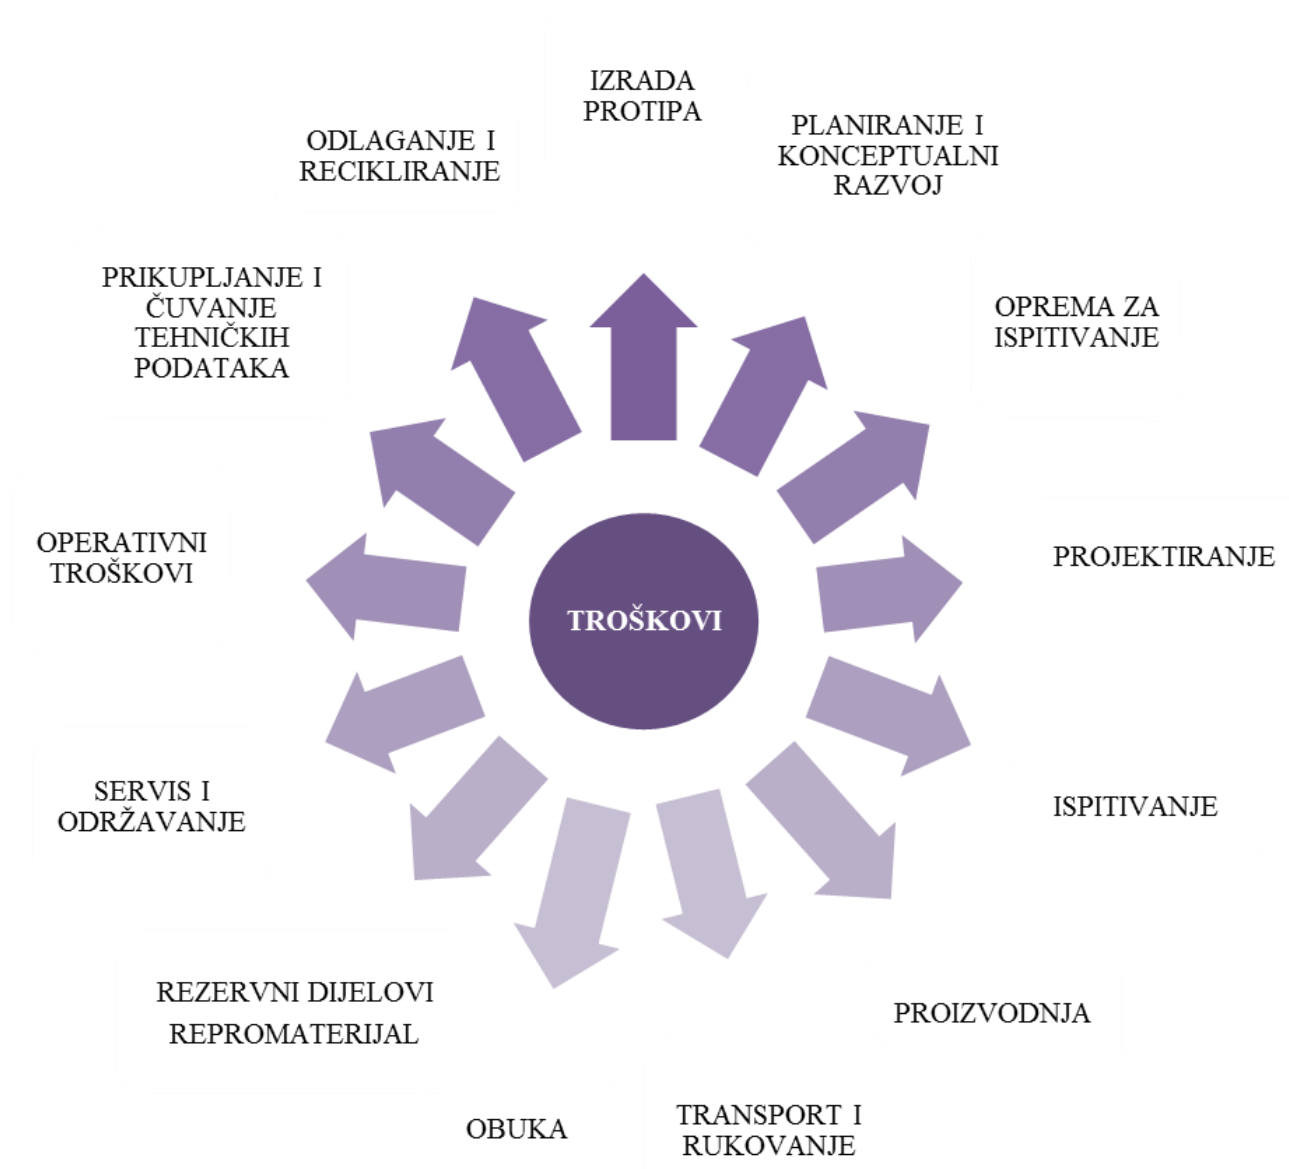 IZRADA
PROTIPA
PLANIRANJE I
KONCEPTUALNI
RAZVOJ
OPREMA ZA
ISPITIVANJE
PROJEKTIRANJE
ISPITIVANJE
PROIZVODNJA
TRANSPORT I
RUKOVANJE
OBUKA
REZERVNI DIJELOVI
REPROMATERIJAL
SERVIS I
ODRŽAVANJE
OPERATIVNI
TROŠKOVI
PRIKUPLJANJE I
ČUVANJE
TEHNIČKIH
PODATAKA
ODLAGANJE I
RECIKLIRANJE
TROŠKOVI